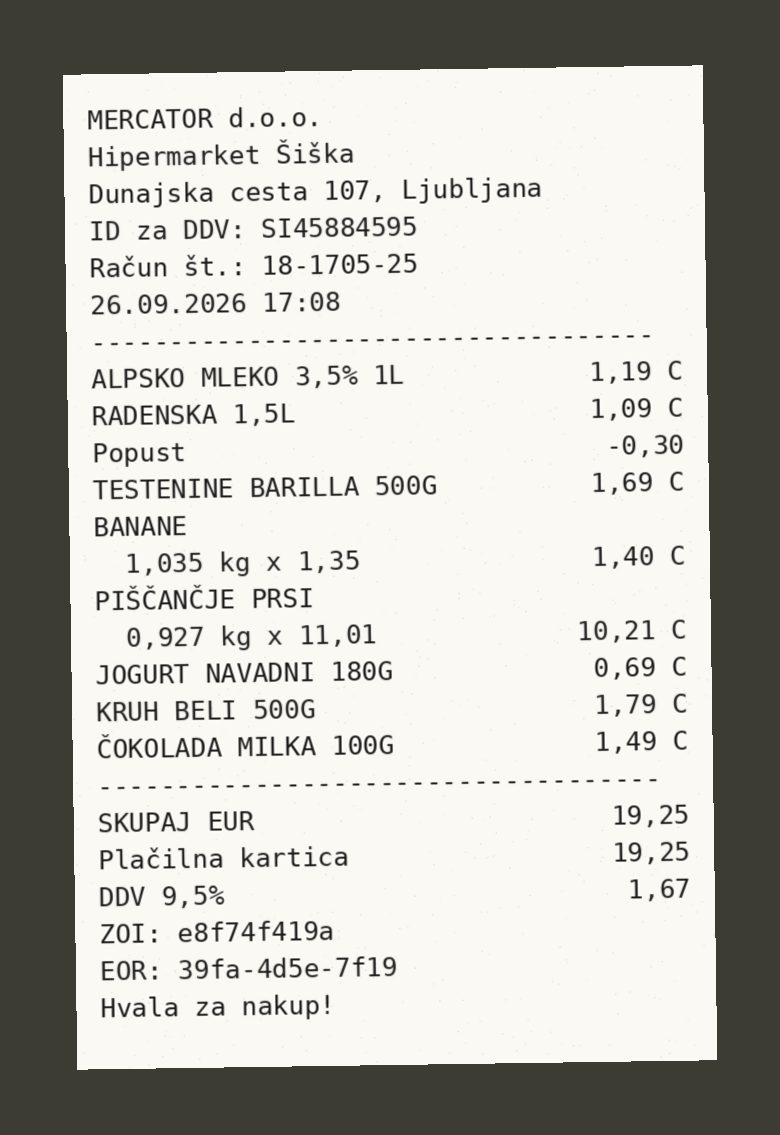 MERCATOR d.o.o.
Hipermarket Šiška
Dunajska cesta 107, Ljubljana
ID za DDV: SI45884595
Račun št.: 18-1705-25
26.09.2026 17:08
------------------------------------
ALPSKO MLEKO 3,5% 1L 1,19 C
RADENSKA 1,5L 1,09 C
Popust -0,30
TESTENINE BARILLA 500G 1,69 C
BANANE
1,035 kg x 1,35 1,40 C
PIŠČANČJE PRSI
0,927 kg x 11,01 10,21 C
JOGURT NAVADNI 180G 0,69 C
KRUH BELI 500G 1,79 C
ČOKOLADA MILKA 100G 1,49 C
------------------------------------
SKUPAJ EUR 19,25
Plačilna kartica 19,25
DDV 9,5% 1,67
ZOI: e8f74f419a
EOR: 39fa-4d5e-7f19
Hvala za nakup!